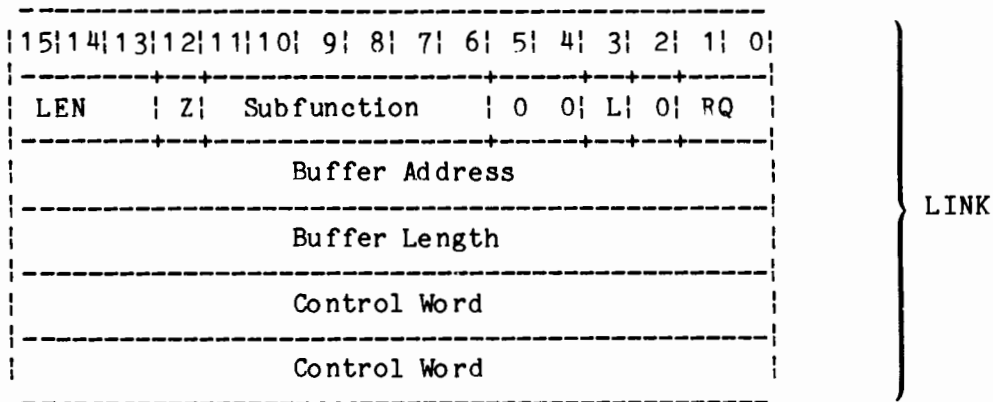 |15|14|13|12|11|10| 9| 8| 7| 6| 5| 4| 3| 2| 1| 0|
| LEN | Z| Subfunction | 0 0| L| 0| RQ |
Buffer Address
LINK
Buffer Length
Control Word
Control Word